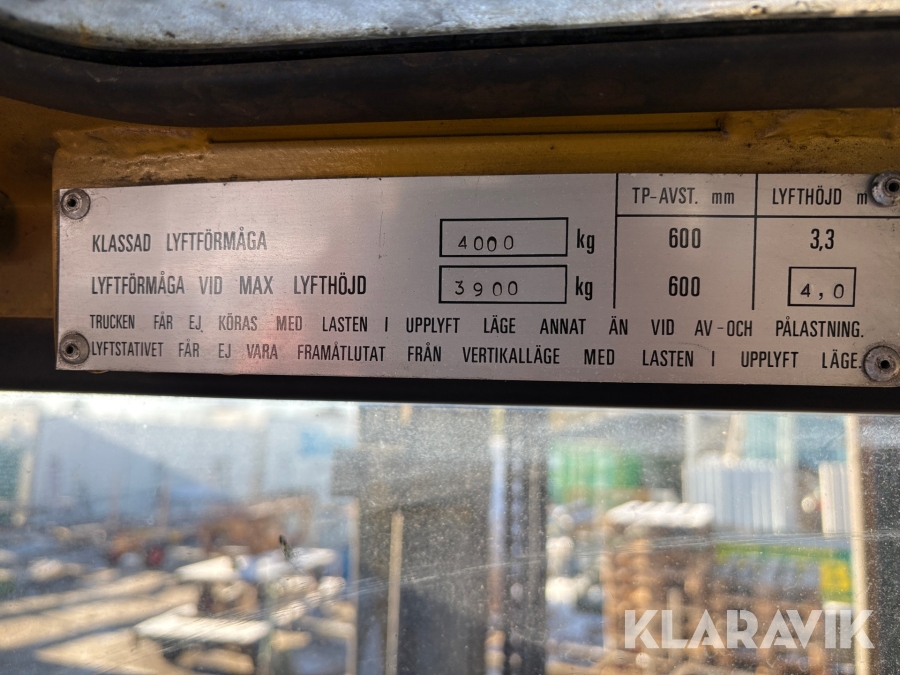 TP-AVST. mm LYFTHÖJD m
KLASSAD LYFTFÖRMÅGA 4000 kg 600 3,3
LYFTFÖRMÅGA VID MAX LYFTHÖJD 3900 kg 600 4,0
TRUCKEN FÅR EJ KÖRAS MED LASTEN I UPPLYFT LÄGE ANNAT ÄN VID AV-OCH PÅLASTNING.
LYFTSTATIVET FÅR EJ VARA FRAMÅTLUTAT FRÅN VERTIKALLÄGE MED LASTEN I UPPLYFT LÄGE.
KLARAVIK